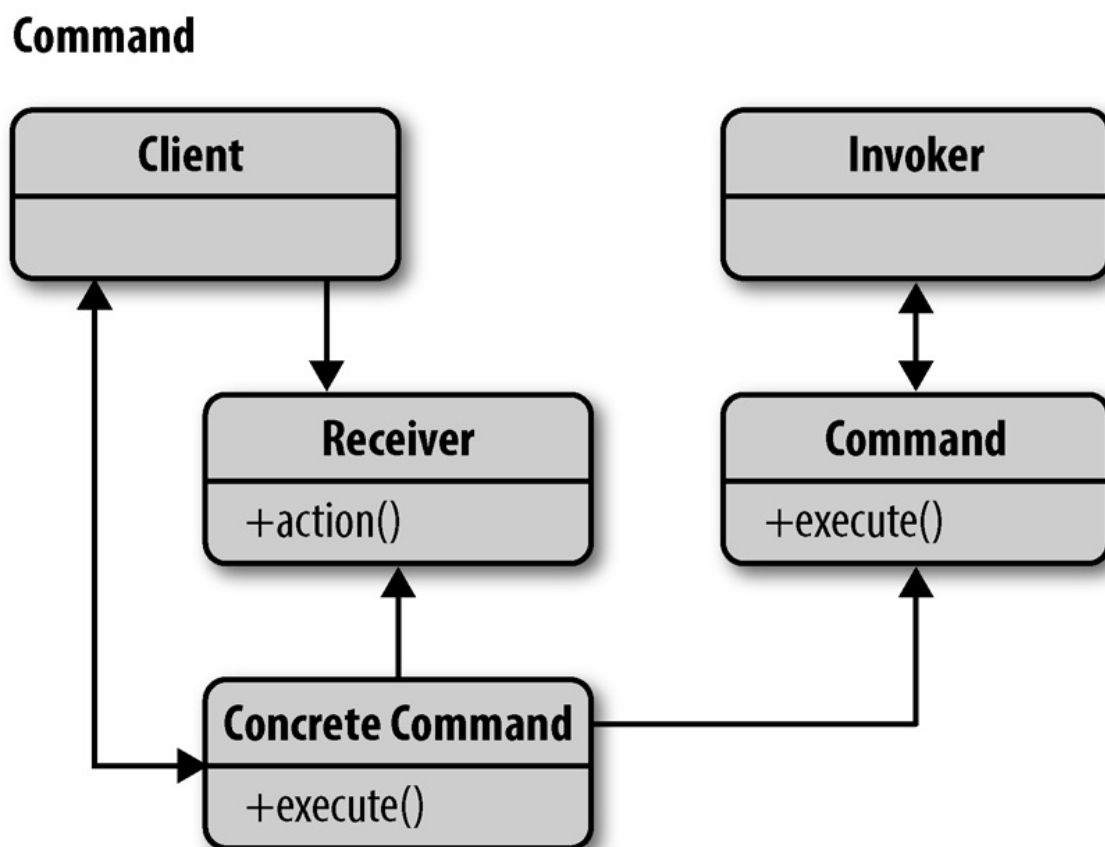 Command
Client
Invoker
Receiver
+action()
Command
+execute()
Concrete Command
+execute()